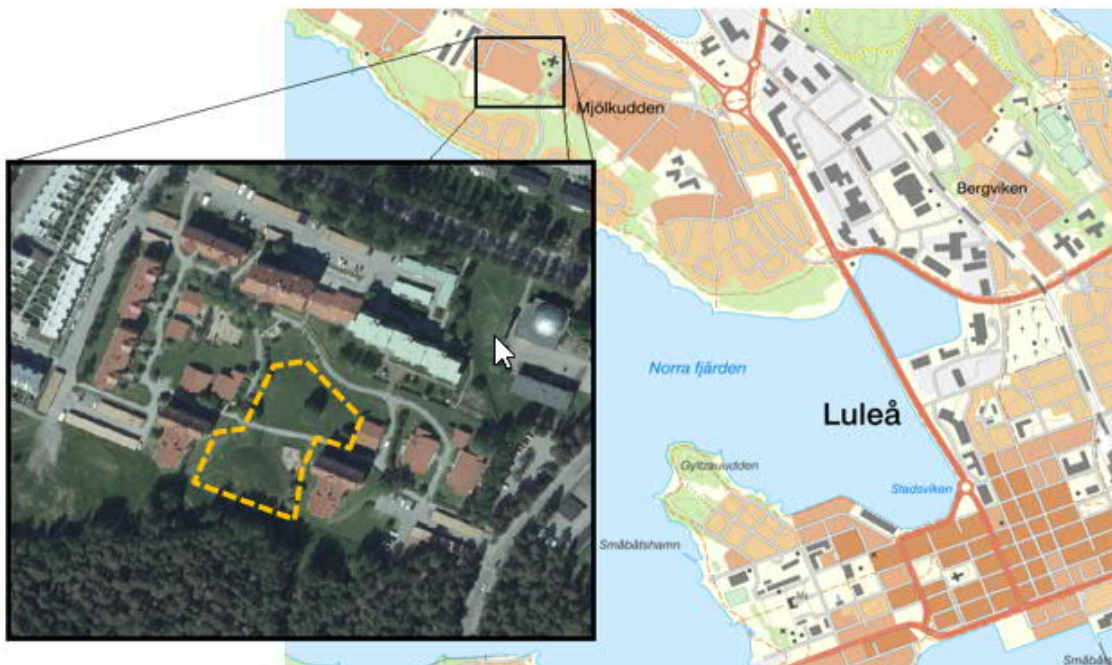 Mjölkudden
Bergviken
Norra fjärden
Luleå
Gyltzauudden
Stadsviken
Småbåtshamn